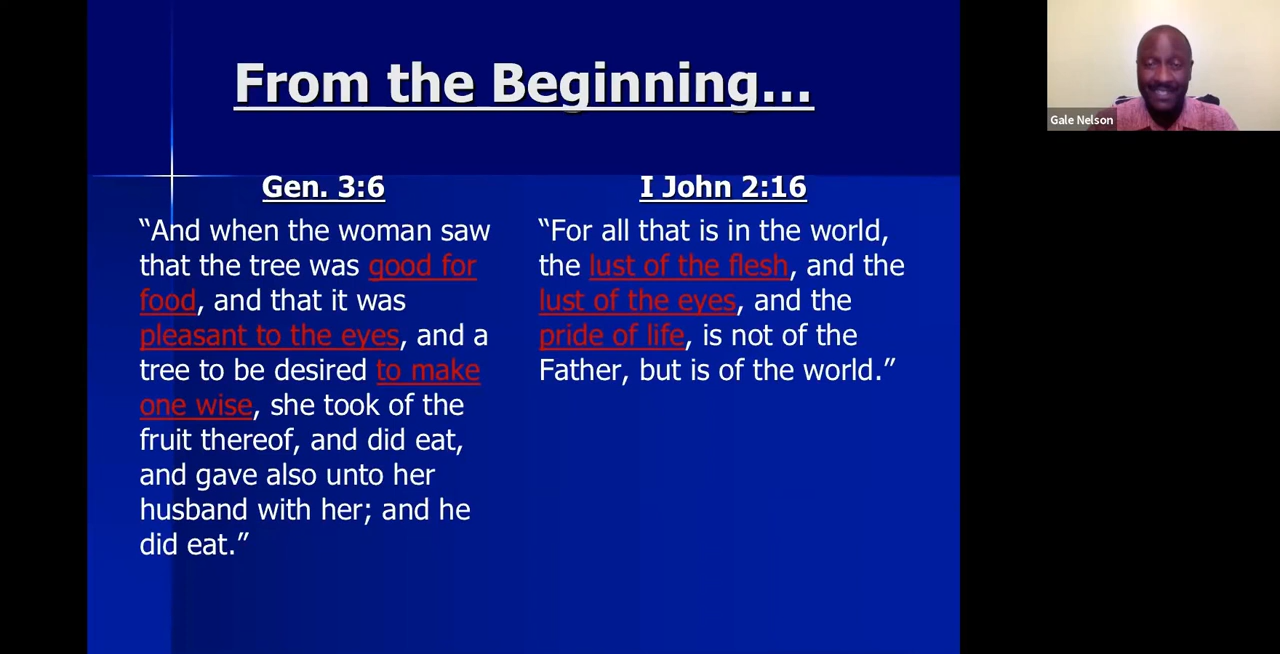 From the Beginning...
Gen. 3:6
“And when the woman saw
that the tree was good for
food, and that it was
pleasant to the eyes, and a
tree to be desired to make
one wise, she took of the
fruit thereof, and did eat,
and gave also unto her
husband with her; and he
did eat.”
I John 2:16
“For all that is in the world,
the lust of the flesh, and the
lust of the eyes, and the
pride of life, is not of the
Father, but is of the world.”
Gale Nelson